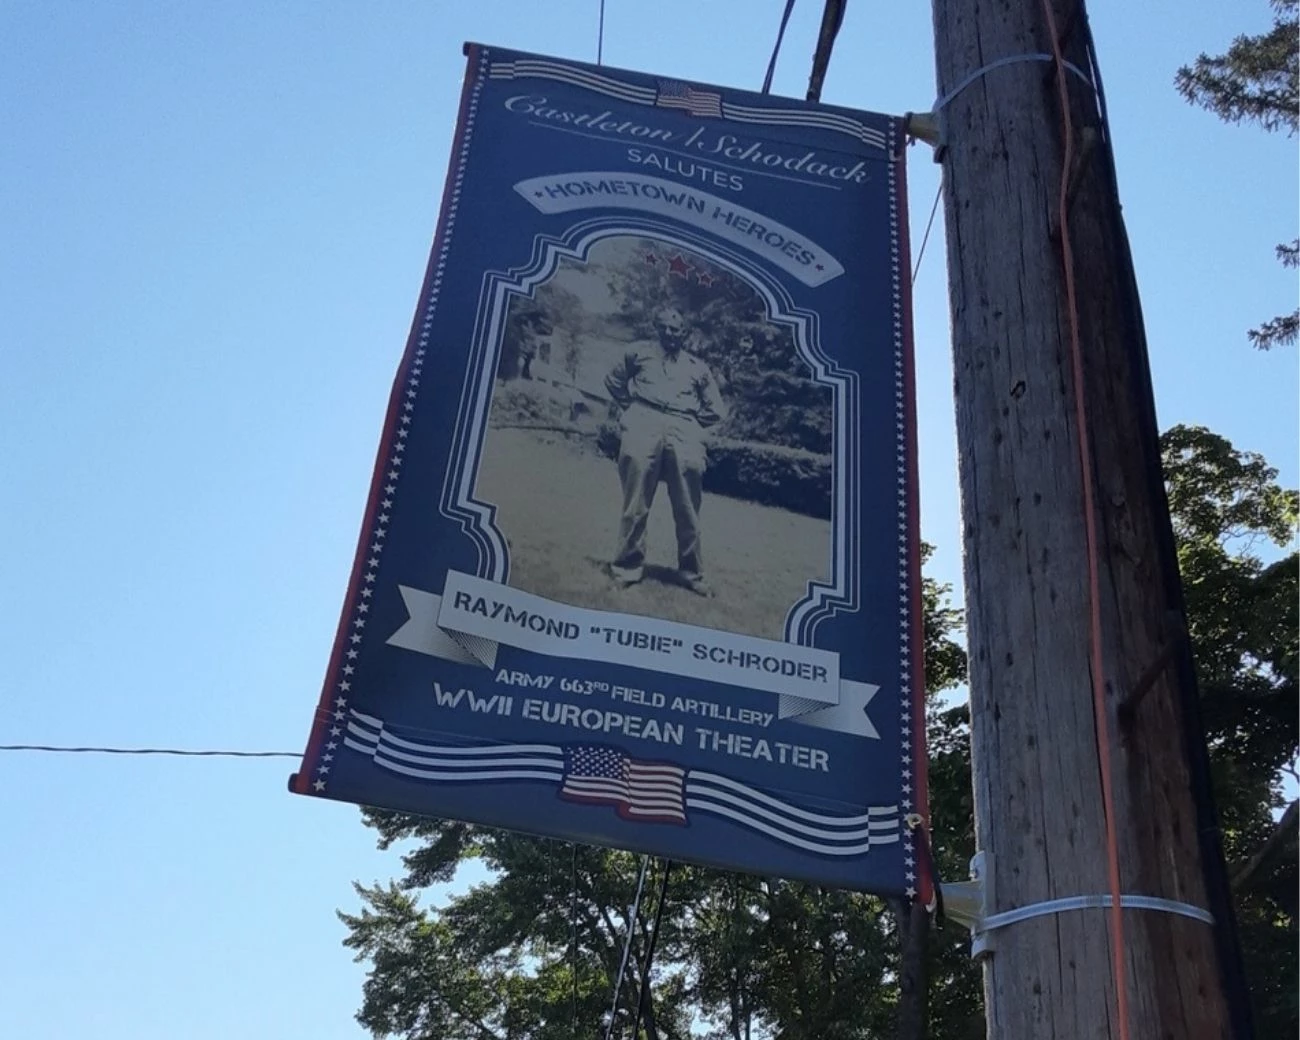 Castleton/Schodack
SALUTES
HOMETOWN HEROES
RAYMOND "TUBIE" SCHRODER
ARMY 663RD FIELD ARTILLERY
WWII EUROPEAN THEATER